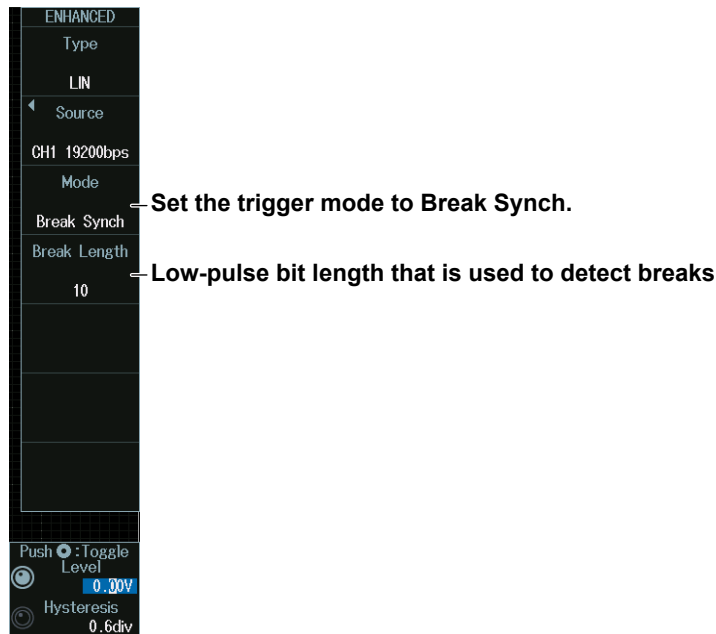 ENHANCED
Type
LIN
Source
CH1 19200bps
Mode
Break Synch
Set the trigger mode to Break Synch.
Break Length
10
Low-pulse bit length that is used to detect breaks
Push :Toggle
Level
0.00V
Hysteresis
0.6div